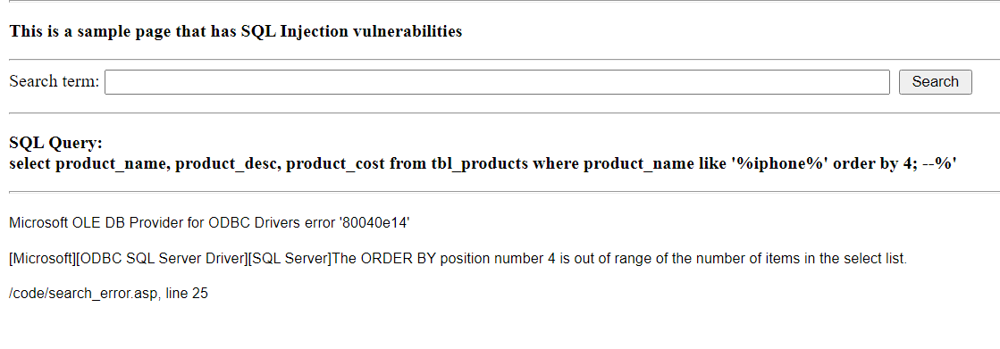 This is a sample page that has SQL Injection vulnerabilities
Search term: Search
SQL Query:
select product_name, product_desc, product_cost from tbl_products where product_name like '%iphone%' order by 4; --%'
Microsoft OLE DB Provider for ODBC Drivers error '80040e14'
[Microsoft][ODBC SQL Server Driver][SQL Server]The ORDER BY position number 4 is out of range of the number of items in the select list.
/code/search_error.asp, line 25